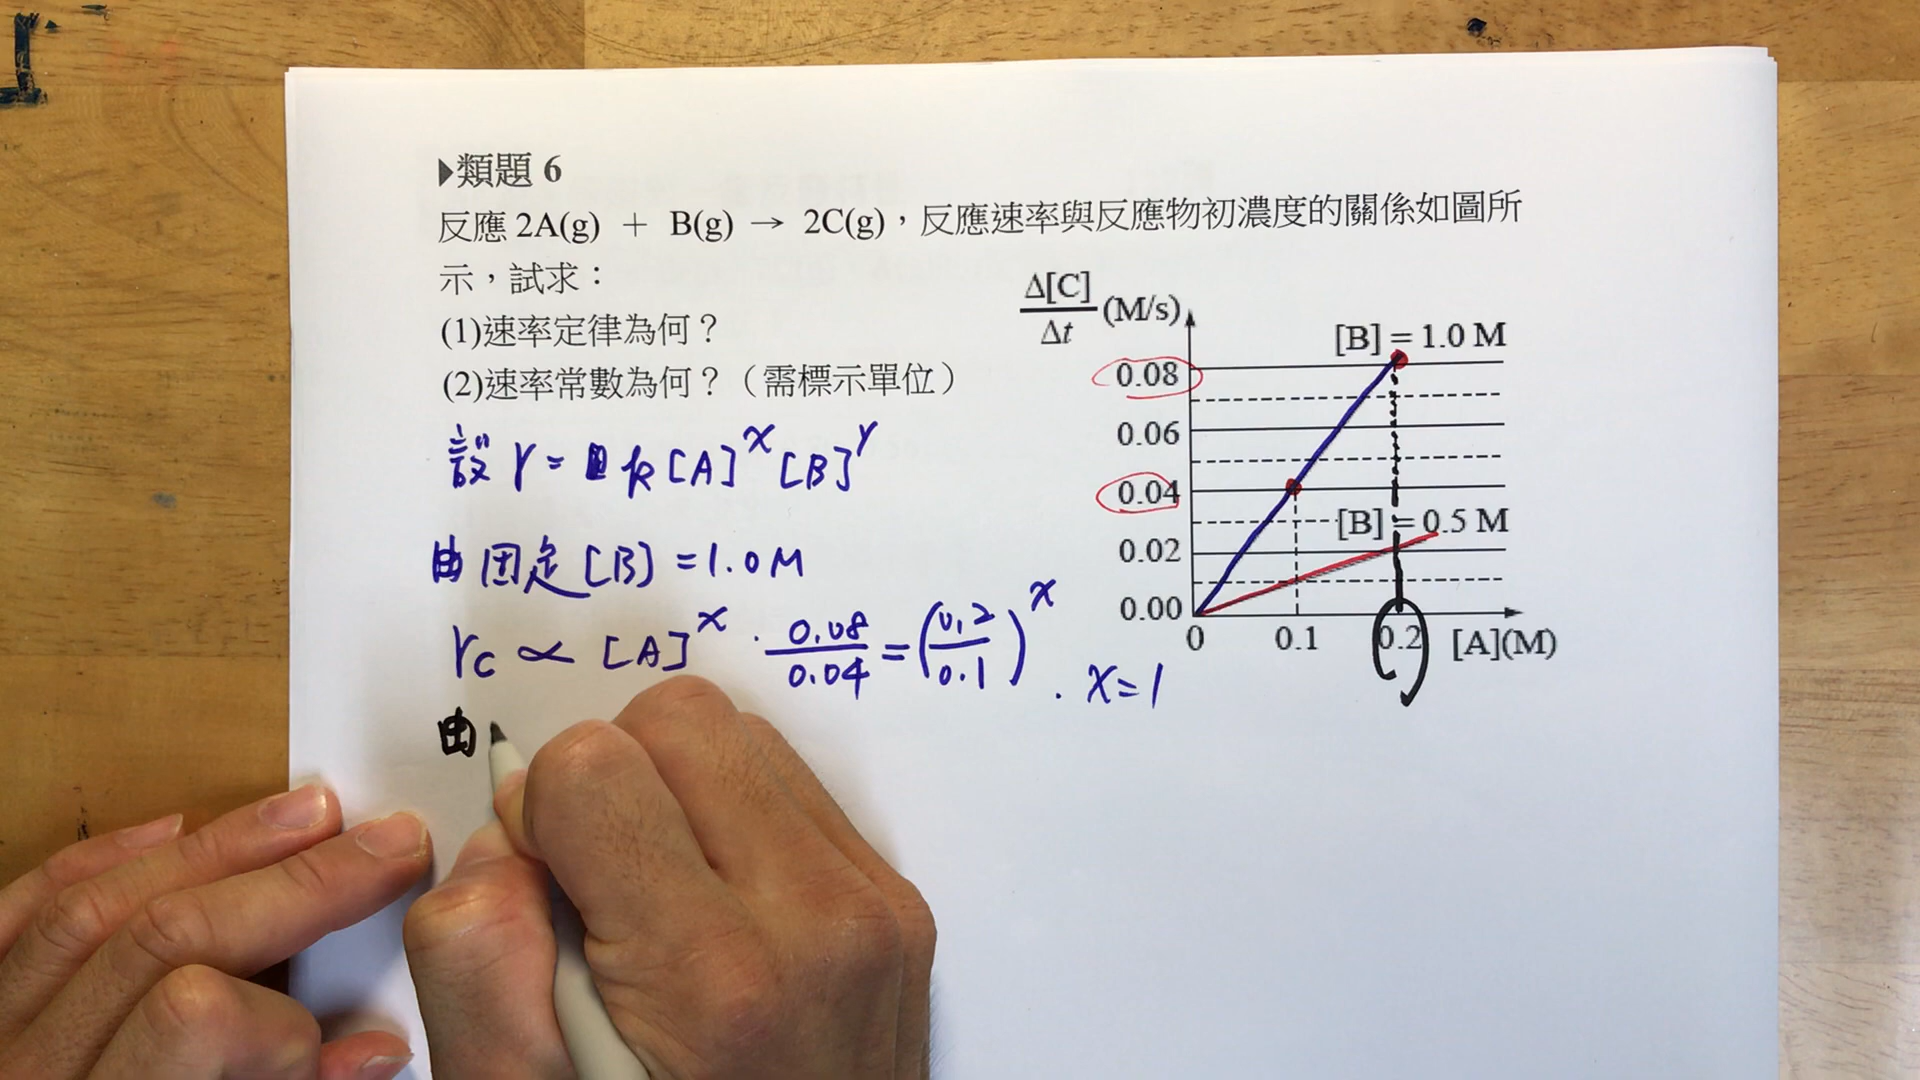 類題 6
反應 2A(g) + B(g) → 2C(g)，反應速率與反應物初濃度的關係如圖所
示，試求：
(1)速率定律為何？
(2)速率常數為何？（需標示單位）
Δ[C]/Δt (M/s)
[B] = 1.0 M
0.08
0.06
0.04
[B] = 0.5 M
0.02
0.00
0 0.1 0.2 [A](M)
設 r = k [A]^x [B]^y
由固定 [B] = 1.0 M
rc ∝ [A]^x . 0.08/0.04 = (0.2/0.1)^x . x = 1
由